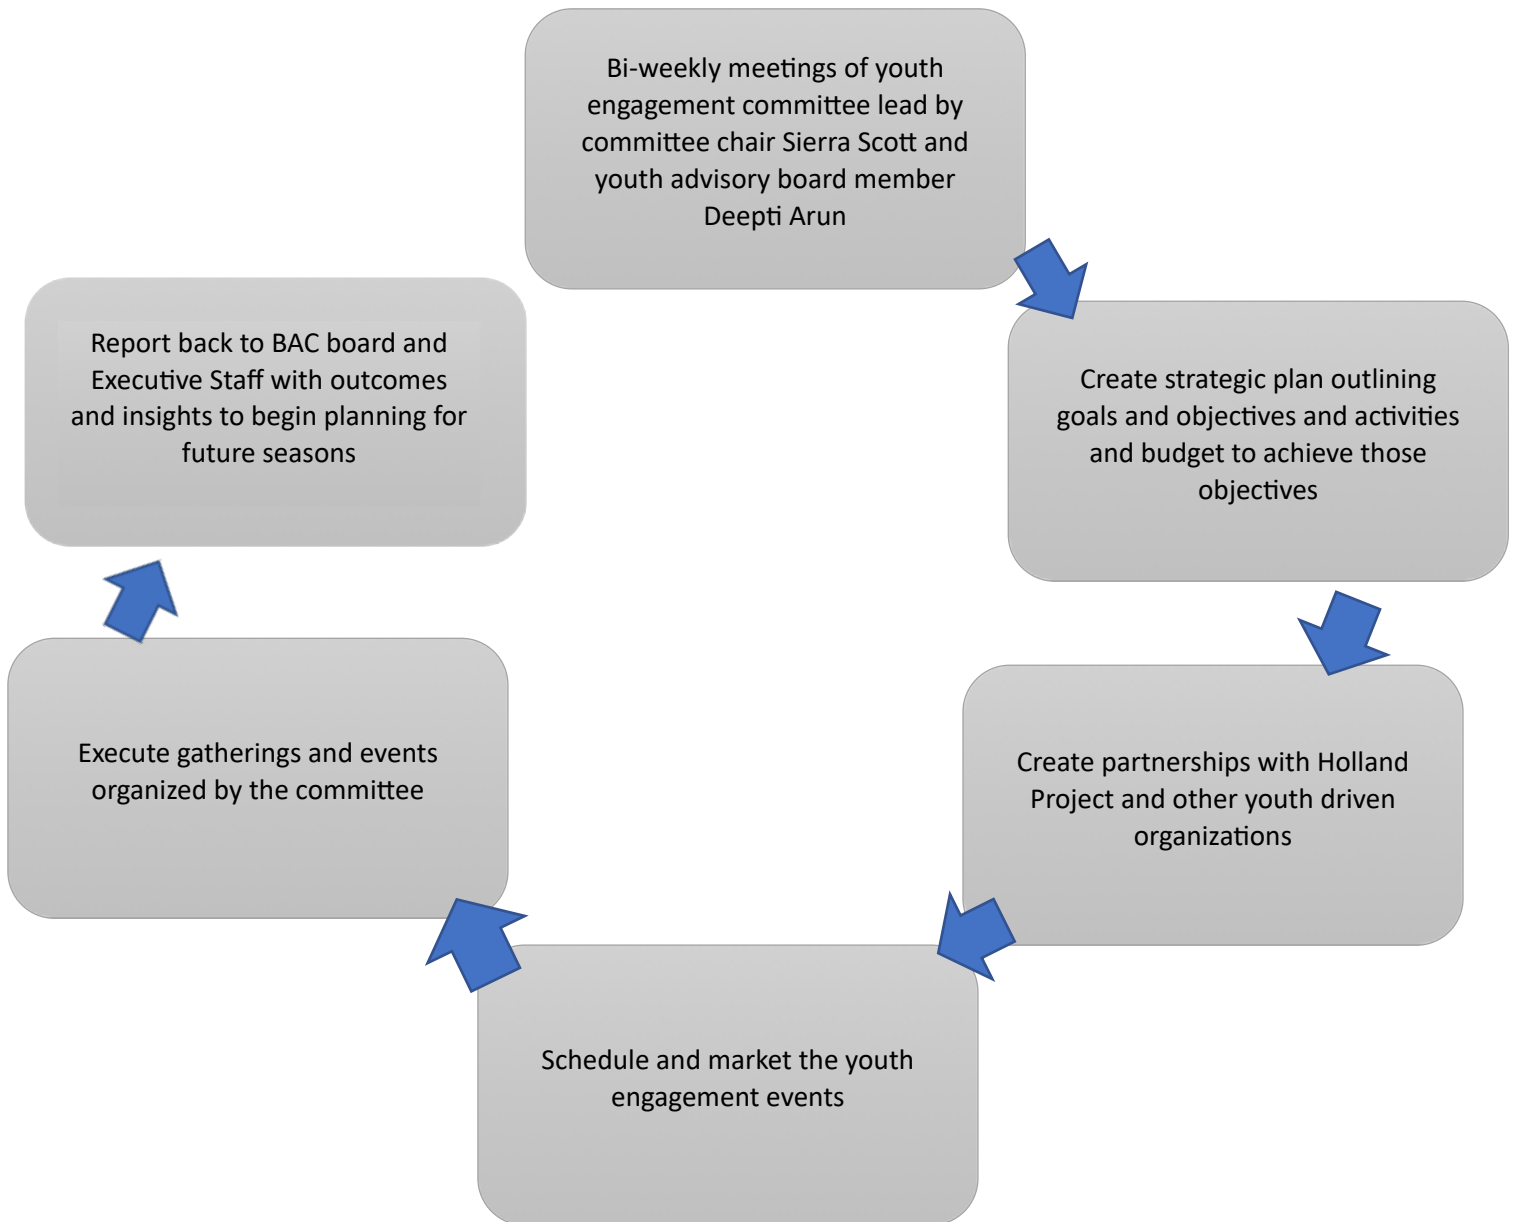 Bi-weekly meetings of youth
engagement committee lead by
committee chair Sierra Scott and
youth advisory board member
Deepti Arun
Create strategic plan outlining
goals and objectives and activities
and budget to achieve those
objectives
Create partnerships with Holland
Project and other youth driven
organizations
Schedule and market the youth
engagement events
Execute gatherings and events
organized by the committee
Report back to BAC board and
Executive Staff with outcomes
and insights to begin planning for
future seasons